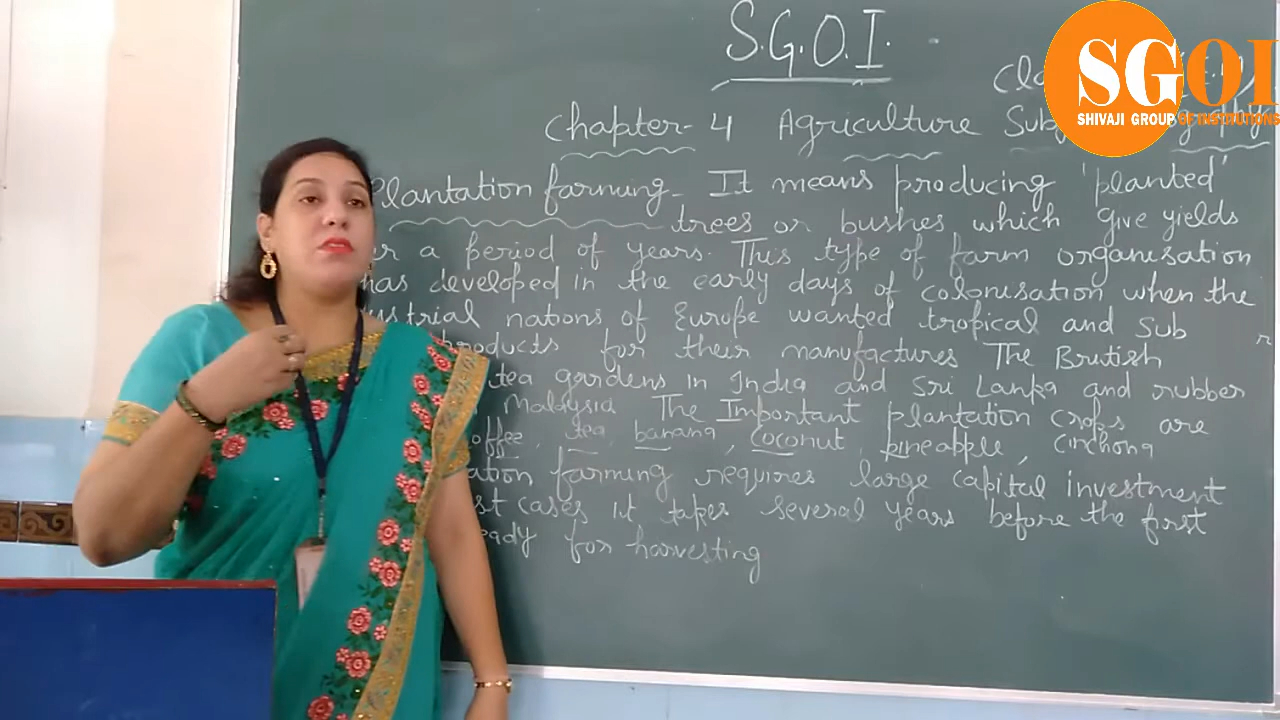 S.G.O.I.
SGOI
SHIVAJI GROUP OF INSTITUTIONS
Chapter- 4 Agriculture
Plantation farming - It means producing 'planted'
trees or bushes which give yields
a period of years. This type of farm organisation
has developed in the early days of colonisation when the
nations of Europe wanted tropical and sub
products for their manufactures The British
tea gardens in India and Sri Lanka and rubber
Malaysia The Important plantation crops are
tea, banana, coconut, pineapple, cinchona
farming requires large capital investment
cases it takes several years before the first
for harvesting